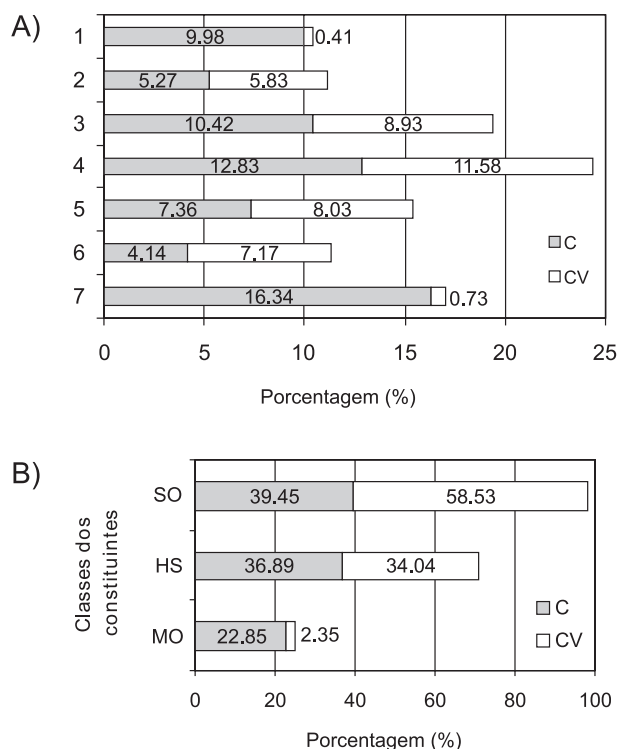 A)
1 9.98 0.41
2 5.27 5.83
3 10.42 8.93
4 12.83 11.58
5 7.36 8.03
6 4.14 7.17
7 16.34 0.73
C
CV
0 5 10 15 20 25
Porcentagem (%)
B)
Classes dos
constituintes
SO 39.45 58.53
HS 36.89 34.04
MO 22.85 2.35
C
CV
0 20 40 60 80 100
Porcentagem (%)